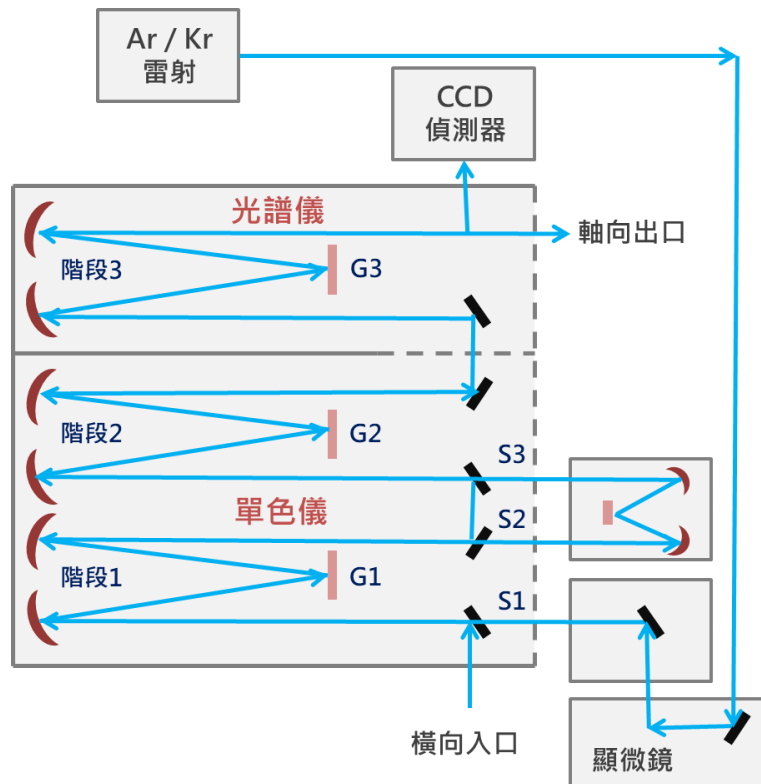 Ar / Kr
雷射
CCD
偵測器
光譜儀
軸向出口
階段3
G3
階段2
G2
S3
單色儀
S2
階段1
G1
S1
橫向入口
顯微鏡